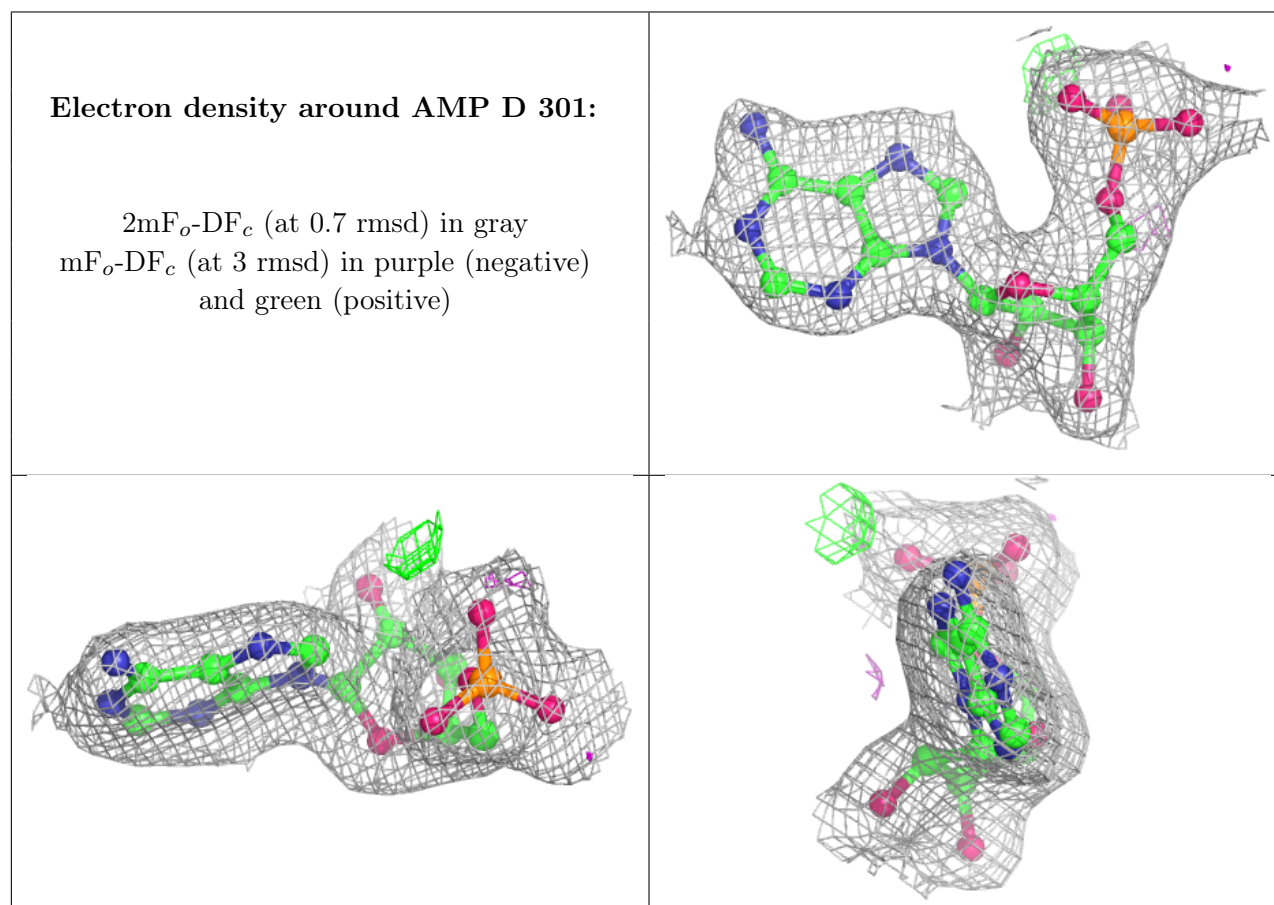 Electron density around AMP D 301:
2mFo-DFc (at 0.7 rmsd) in gray
mFo-DFc (at 3 rmsd) in purple (negative)
and green (positive)